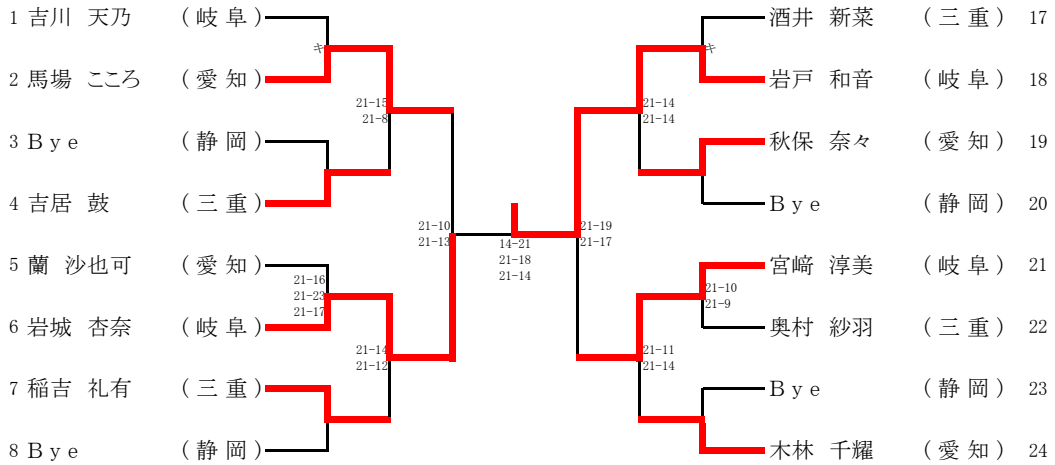 1 吉川 天乃 (岐阜)
酒井 新菜 (三重) 17
キ
キ
2 馬場 こころ (愛知)
岩戸 和音 (岐阜) 18
21-15
21-8
21-14
21-14
3 Bye (静岡)
秋保 奈々 (愛知) 19
4 吉居 鼓 (三重)
Bye (静岡) 20
21-10
21-13
14-21
21-18
21-14
21-19
21-17
5 蘭 沙也可 (愛知)
宮﨑 淳美 (岐阜) 21
21-16
21-23
21-17
21-10
21-9
6 岩城 杏奈 (岐阜)
奥村 紗羽 (三重) 22
21-14
21-12
21-11
21-14
7 稲吉 礼有 (三重)
Bye (静岡) 23
8 Bye (静岡)
木林 千耀 (愛知) 24